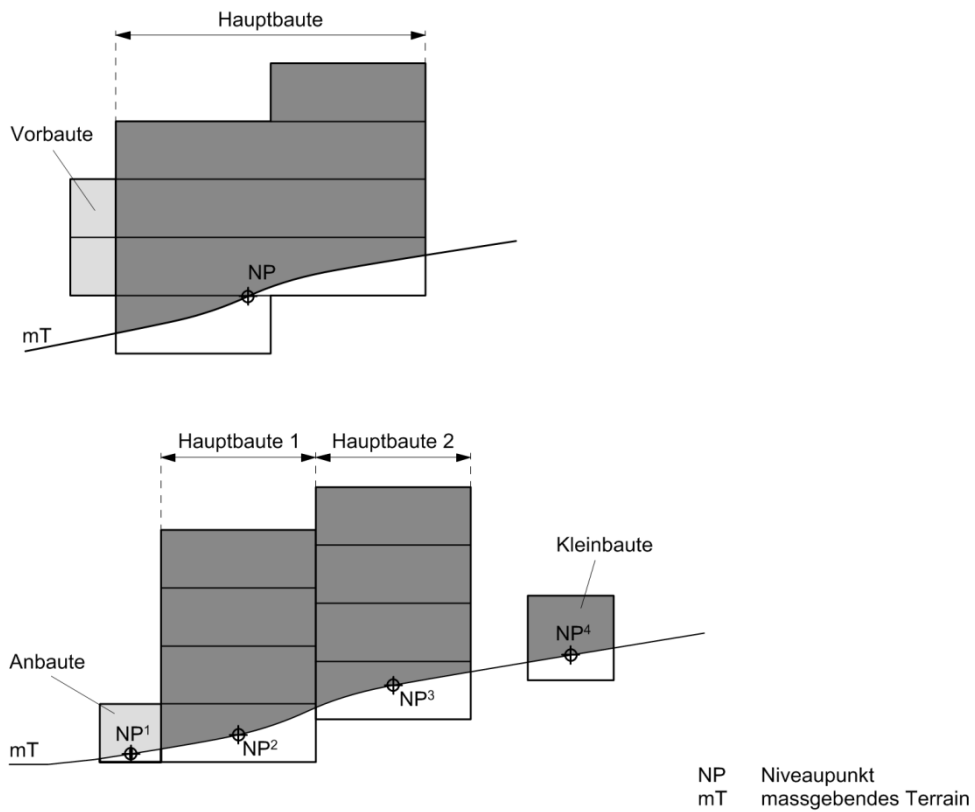 Hauptbaute
Vorbaute
NP
mT
Hauptbaute 1 Hauptbaute 2
Kleinbaute
NP⁴
Anbaute
NP³
NP¹
NP²
mT
NP Niveaupunkt
mT massgebendes Terrain